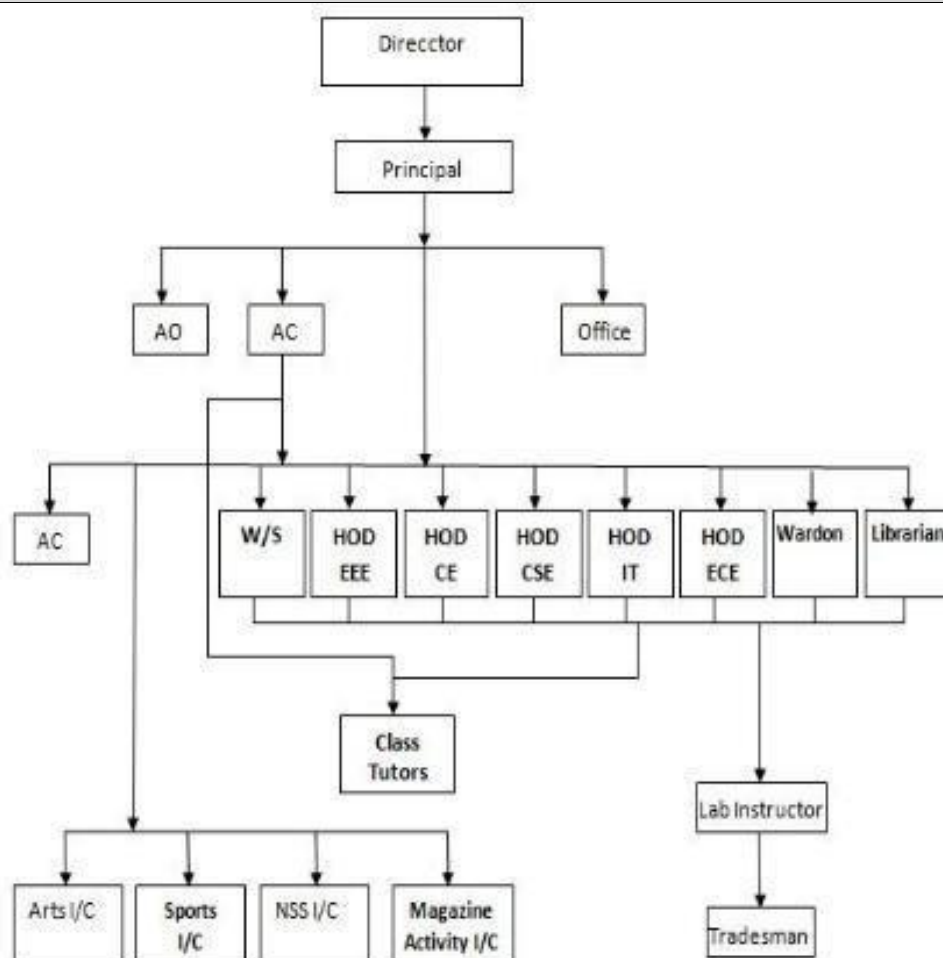 Direcctor
Principal
AO
AC
Office
AC
W/S
HOD
EEE
HOD
CE
HOD
CSE
HOD
IT
HOD
ECE
Wardon
Librarian
Class
Tutors
Lab Instructor
Arts I/C
Sports
I/C
NSS I/C
Magazine
Activity I/C
Tradesman